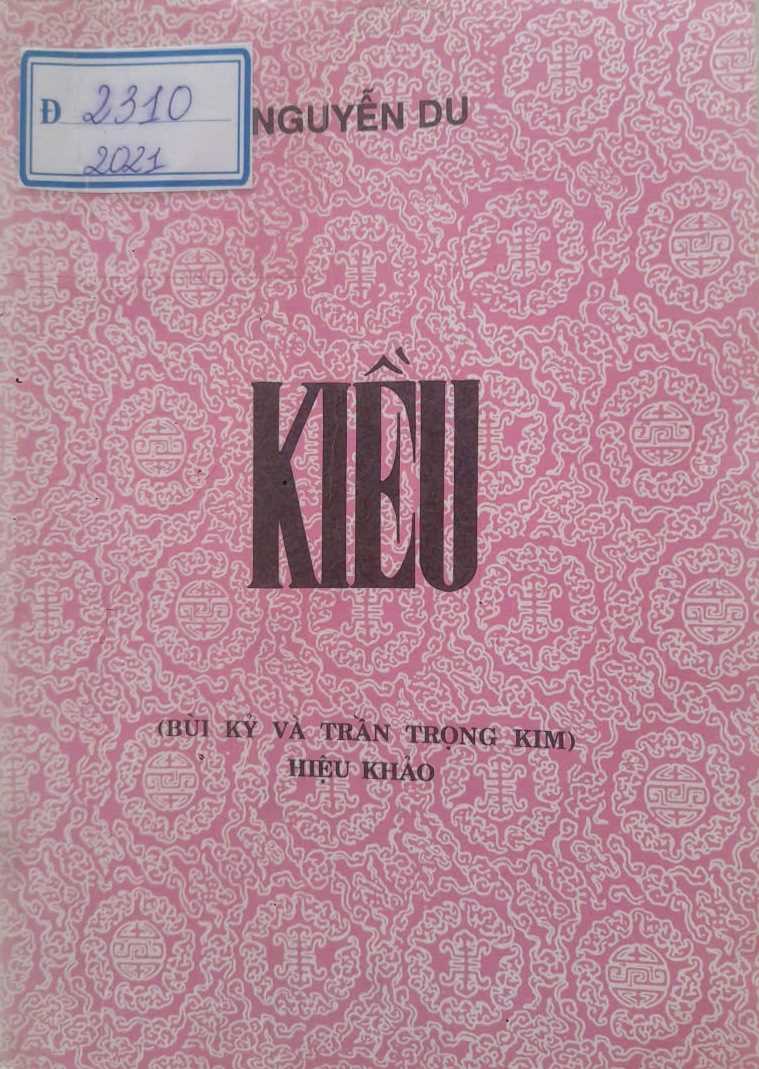 Đ 2310
2021
NGUYỄN DU
KIỀU
(BÙI KỶ VÀ TRẦN TRỌNG KIM)
HIỆU KHẢO